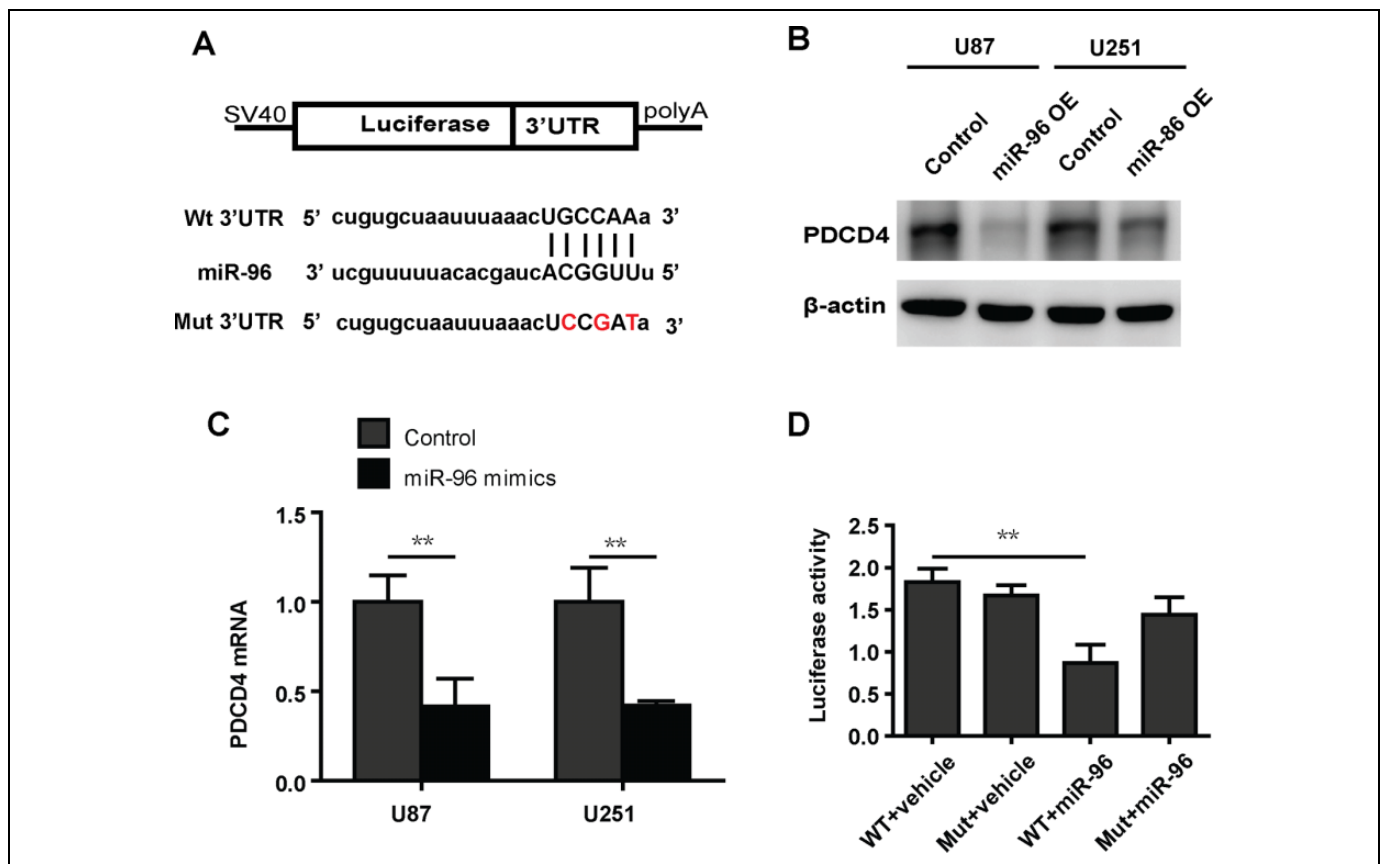 A
SV40 Luciferase 3'UTR polyA
Wt 3'UTR 5' cugugcuaauuuaaacUGCCAAa 3'
miR-96 3' ucguuuuuacacgaucACGGUUu 5'
Mut 3'UTR 5' cugugcuaauuuaaacUCCGATa 3'
B
U87 U251
Control miR-96 OE Control miR-86 OE
PDCD4
β-actin
C
Control
miR-96 mimics
PDCD4 mRNA
1.5
1.0
0.5
0.0
** **
U87 U251
D
Luciferase activity
2.5
2.0
1.5
1.0
0.5
0.0
**
WT+vehicle Mut+vehicle WT+miR-96 Mut+miR-96